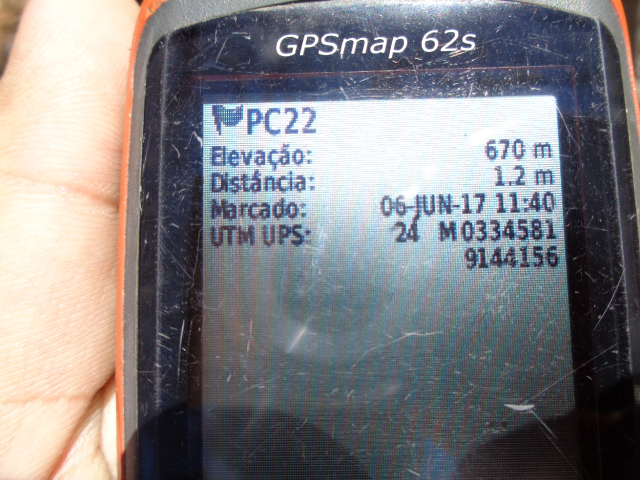 GPSmap 62s
PC22
Elevação: 670 m
Distância: 1.2 m
Marcado: 06-JUN-17 11:40
UTM UPS: 24 M 0334581
9144156